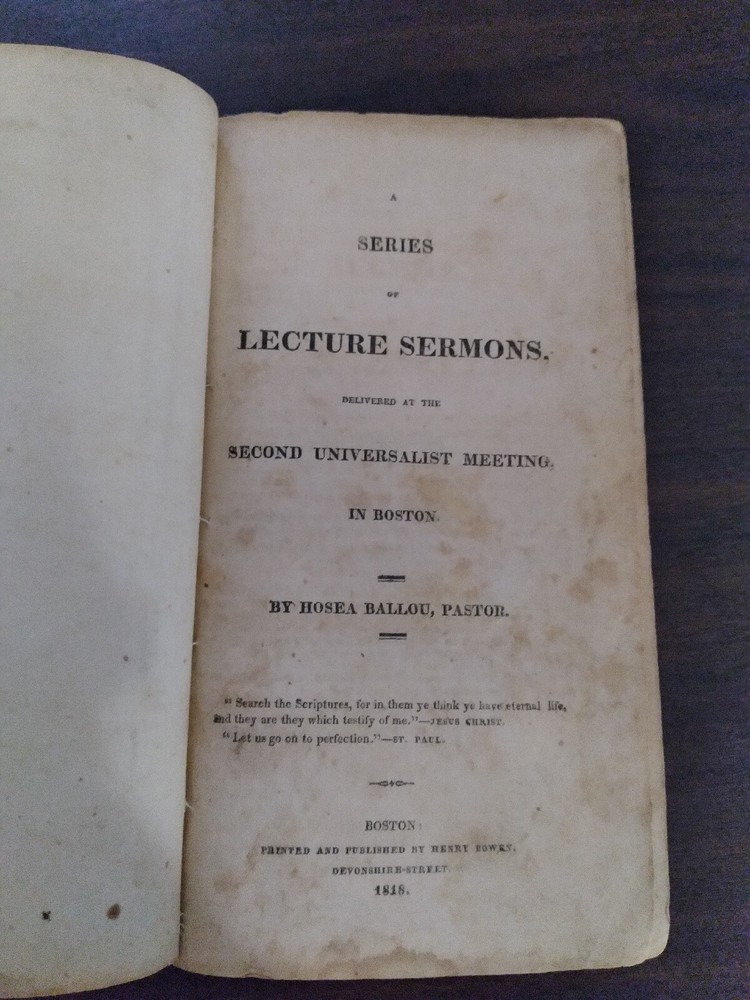 A
SERIES
OF
LECTURE SERMONS,
DELIVERED AT THE
SECOND UNIVERSALIST MEETING,
IN BOSTON.
BY HOSEA BALLOU, PASTOR.
“ Search the Scriptures, for in them ye think ye have eternal life,
and they are they which testify of me.”—JESUS CHRIST.
“ Let us go on to perfection.”—ST. PAUL.
BOSTON:
PRINTED AND PUBLISHED BY HENRY BOWEN,
DEVONSHIRE-STREET
1818.